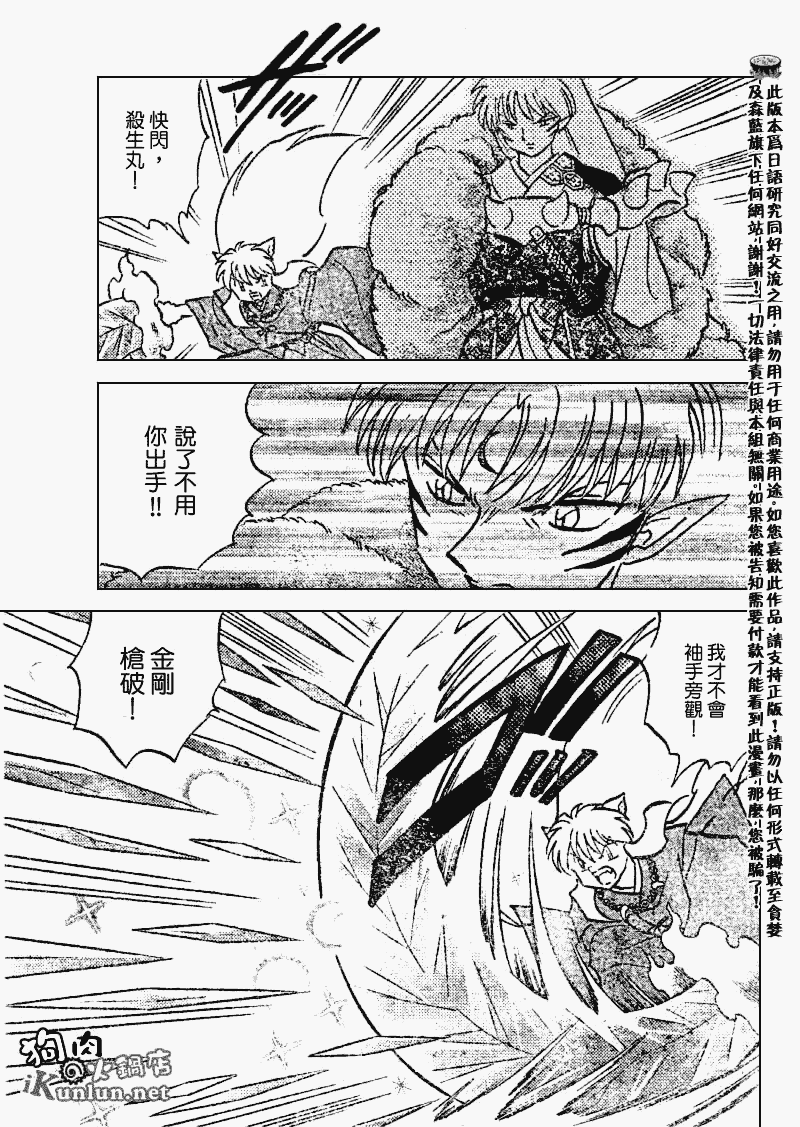 快閃，
殺生丸！
說了不用
你出手!!
我才不會
袖手旁觀！
金剛
槍破！
此版本爲日語研究同好交流之用，請勿用于任何商業用途。如您喜歡此作品，請支持正版！請勿以任何形式轉載至貪婪
及森藍旗下任何網站，謝謝！一切法律責任與本組無關。如果您被告知需要付款才能看到此漫畫，那麼，您被騙了！
狗肉火鍋店
iKunlun.net